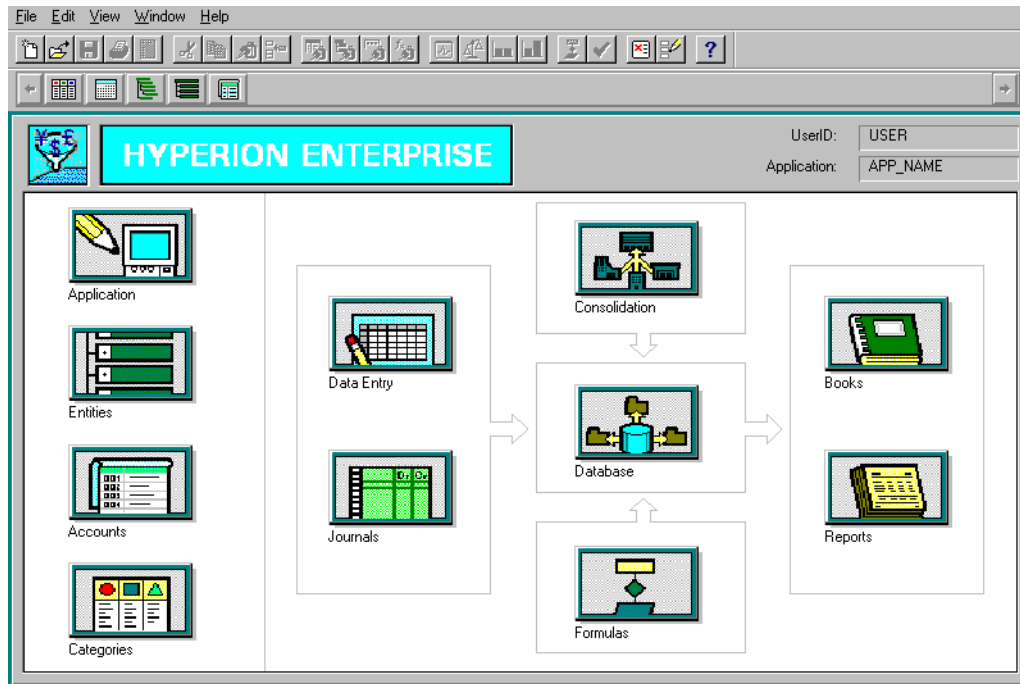 File Edit View Window Help
?
¥ $ £
HYPERION ENTERPRISE
UserID: USER
Application: APP_NAME
Application
Entities
Accounts
Categories
Data Entry
Journals
Consolidation
Database
Formulas
Books
Reports